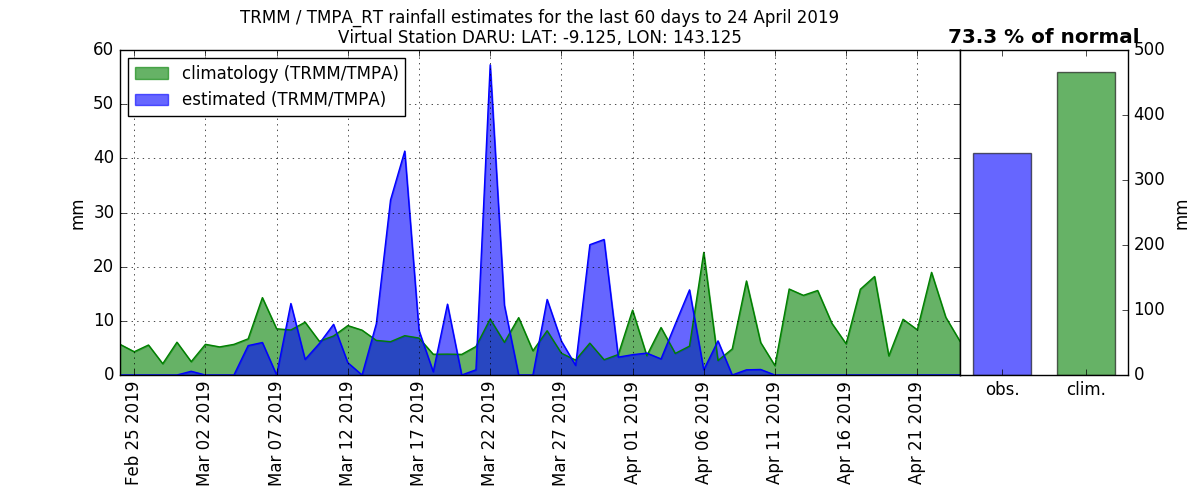 TRMM / TMPA_RT rainfall estimates for the last 60 days to 24 April 2019
Virtual Station DARU: LAT: -9.125, LON: 143.125
73.3 % of normal
climatology (TRMM/TMPA)
estimated (TRMM/TMPA)
60
50
40
30
20
10
0
mm
Feb 25 2019
Mar 02 2019
Mar 07 2019
Mar 12 2019
Mar 17 2019
Mar 22 2019
Mar 27 2019
Apr 01 2019
Apr 06 2019
Apr 11 2019
Apr 16 2019
Apr 21 2019
500
400
300
200
100
0
mm
obs.
clim.